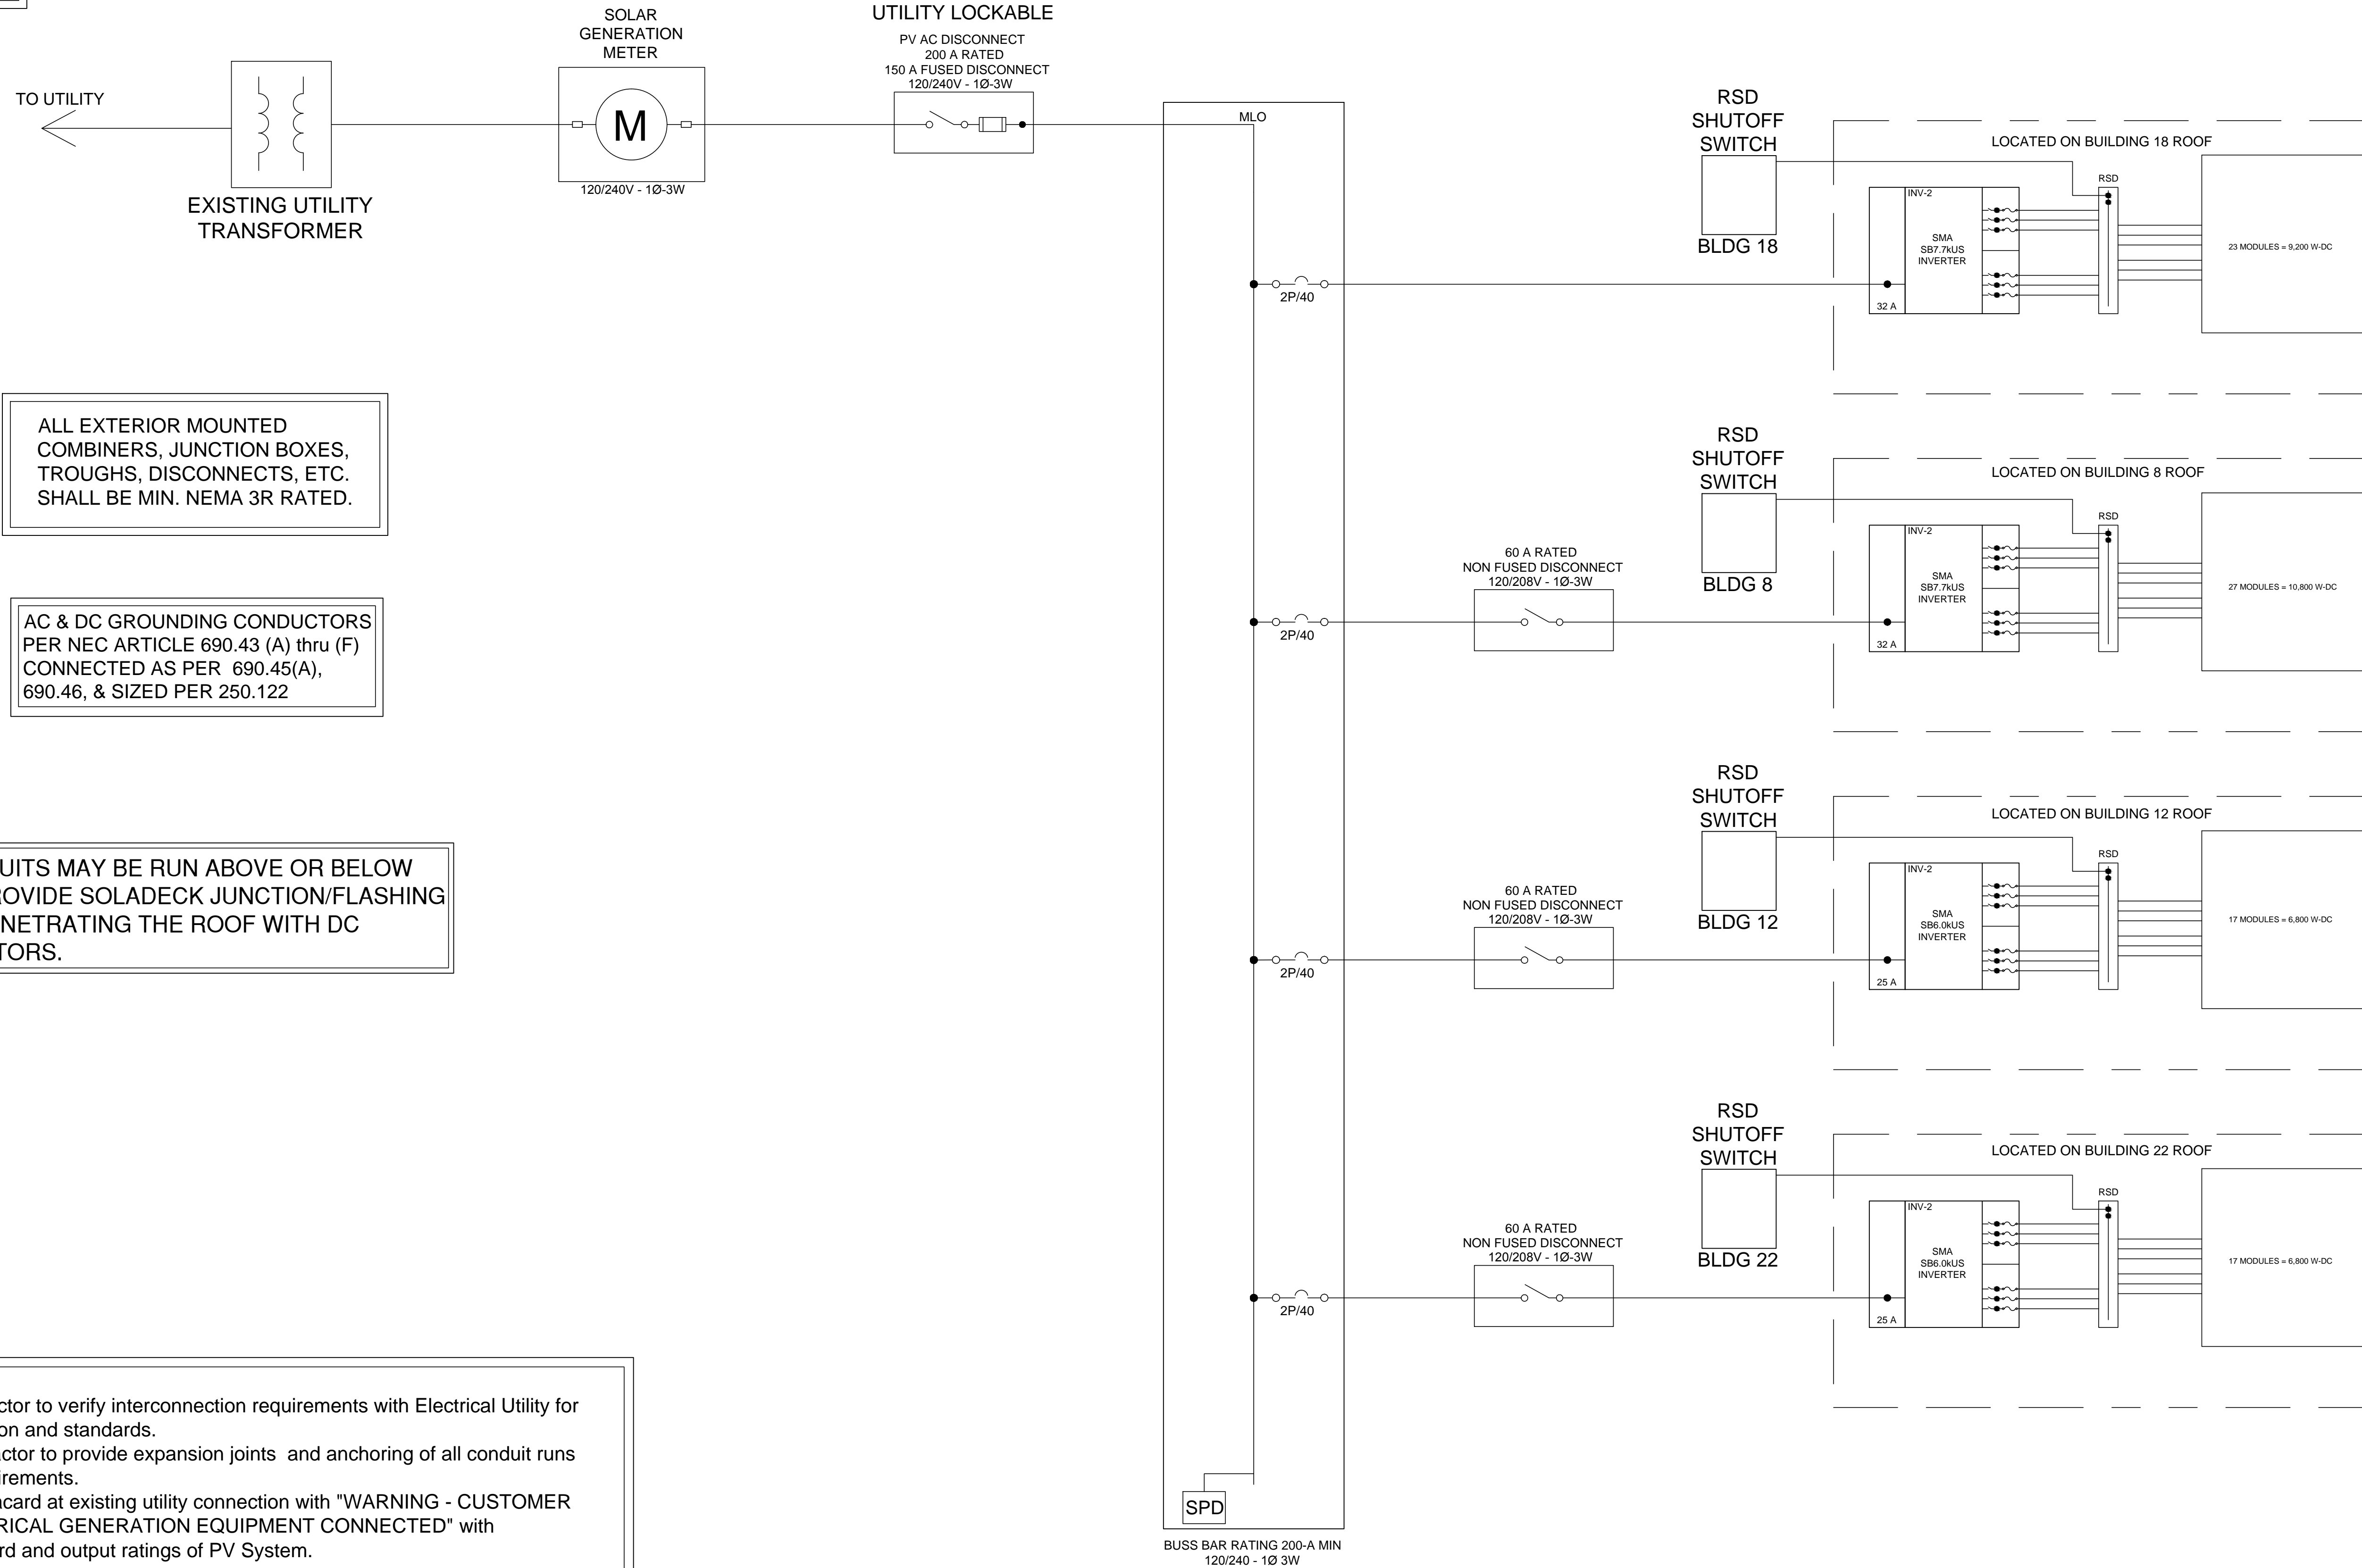 SOLAR
GENERATION
METER
UTILITY LOCKABLE
PV AC DISCONNECT
200 A RATED
150 A FUSED DISCONNECT
120/240V - 1Ø-3W
TO UTILITY
M
120/240V - 1Ø-3W
EXISTING UTILITY
TRANSFORMER
MLO
RSD
SHUTOFF
SWITCH
BLDG 18
LOCATED ON BUILDING 18 ROOF
RSD
INV-2
SMA
SB7.7kUS
INVERTER
32 A
23 MODULES = 9,200 W-DC
2P/40
ALL EXTERIOR MOUNTED
COMBINERS, JUNCTION BOXES,
TROUGHS, DISCONNECTS, ETC.
SHALL BE MIN. NEMA 3R RATED.
RSD
SHUTOFF
SWITCH
BLDG 8
LOCATED ON BUILDING 8 ROOF
RSD
INV-2
SMA
SB7.7kUS
INVERTER
32 A
27 MODULES = 10,800 W-DC
60 A RATED
NON FUSED DISCONNECT
120/208V - 1Ø-3W
2P/40
AC & DC GROUNDING CONDUCTORS
PER NEC ARTICLE 690.43 (A) thru (F)
CONNECTED AS PER 690.45(A),
690.46, & SIZED PER 250.122
RSD
SHUTOFF
SWITCH
BLDG 12
LOCATED ON BUILDING 12 ROOF
RSD
INV-2
SMA
SB6.0kUS
INVERTER
25 A
17 MODULES = 6,800 W-DC
60 A RATED
NON FUSED DISCONNECT
120/208V - 1Ø-3W
2P/40
UITS MAY BE RUN ABOVE OR BELOW
ROVIDE SOLADECK JUNCTION/FLASHING
NETRATING THE ROOF WITH DC
TORS.
RSD
SHUTOFF
SWITCH
BLDG 22
LOCATED ON BUILDING 22 ROOF
RSD
INV-2
SMA
SB6.0kUS
INVERTER
25 A
17 MODULES = 6,800 W-DC
60 A RATED
NON FUSED DISCONNECT
120/208V - 1Ø-3W
2P/40
ctor to verify interconnection requirements with Electrical Utility for
on and standards.
actor to provide expansion joints and anchoring of all conduit runs
irements.
acard at existing utility connection with "WARNING - CUSTOMER
RICAL GENERATION EQUIPMENT CONNECTED" with
rd and output ratings of PV System.
SPD
BUSS BAR RATING 200-A MIN
120/240 - 1Ø 3W